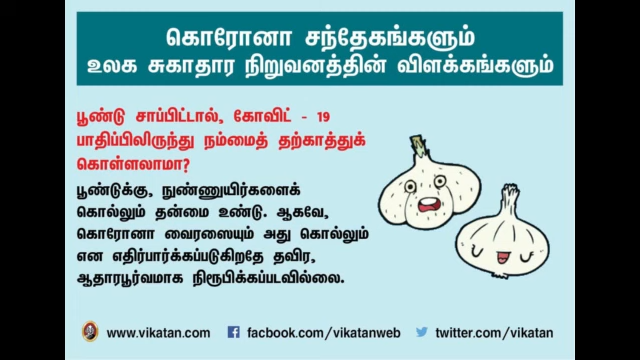 கொரோனா சந்தேகங்களும்
உலக சுகாதார நிறுவனத்தின் விளக்கங்களும்
பூண்டு சாப்பிட்டால், கோவிட் - 19
பாதிப்பிலிருந்து நம்மைத் தற்காத்துக்
கொள்ளலாமா?
பூண்டுக்கு, நுண்ணுயிர்களைக்
கொல்லும் தன்மை உண்டு. ஆகவே,
கொரோனா வைரஸையும் அது கொல்லும்
என எதிர்பார்க்கப்படுகிறதே தவிர,
ஆதாரபூர்வமாக நிரூபிக்கப்படவில்லை.
www.vikatan.com facbook.com/vikatanweb twitter.com/vikatan